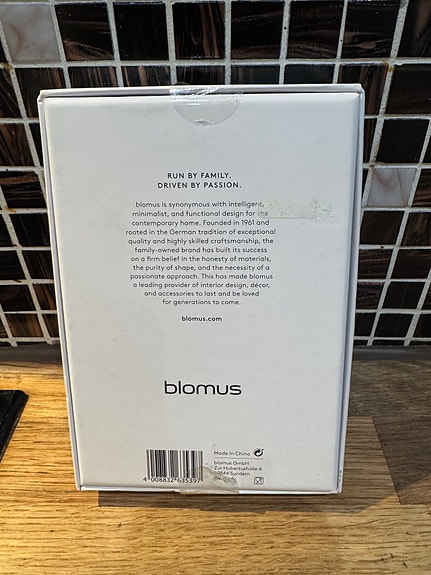 RUN BY FAMILY.
DRIVEN BY PASSION.
blomus is synonymous with intelligent,
minimalist, and functional design for the
contemporary home. Founded in 1961 and
rooted in the German tradition of exceptional
quality and highly skilled craftsmanship, the
family-owned brand has built its success
on a firm belief in the honesty of materials,
the purity of shape, and the necessity of a
passionate approach. This has made blomus
a leading provider of interior design, décor,
and accessories to last and be loved
for generations to come.
blomus.com
blomus
Made in China
blomus GmbH
Zur Hubertushalle 4
Sundern
4 008832 635397